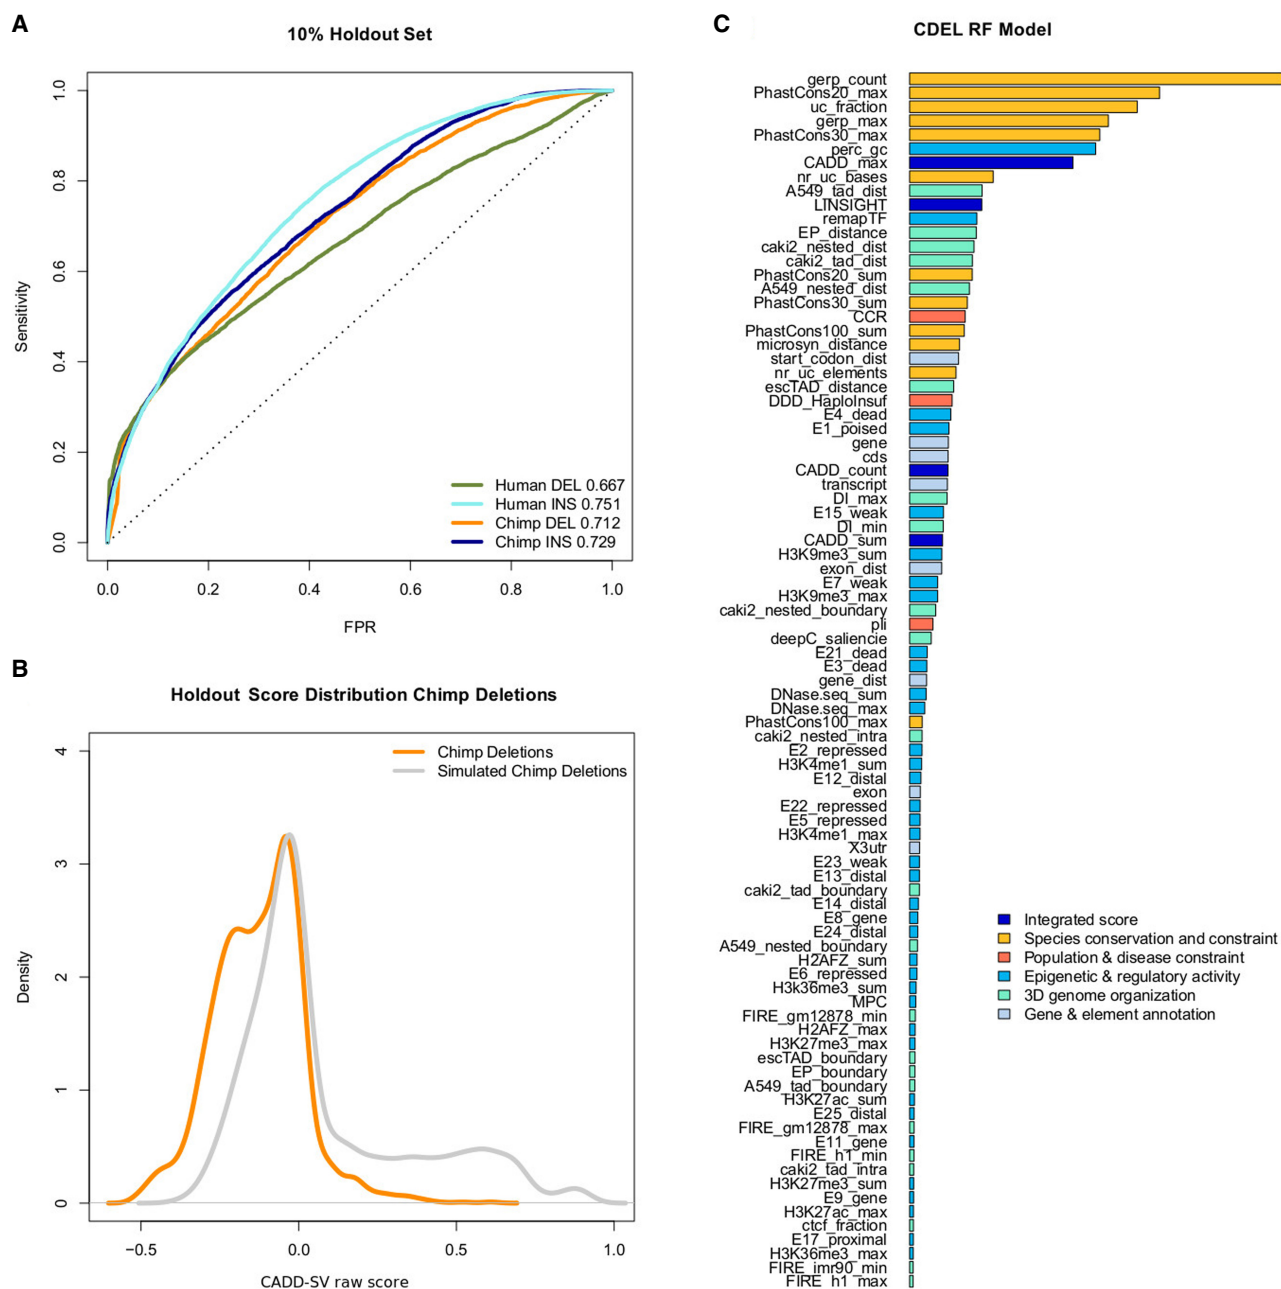 A
10% Holdout Set
1.0
0.8
0.6
0.4
0.2
0.0
Sensitivity
Human DEL 0.667
Human INS 0.751
Chimp DEL 0.712
Chimp INS 0.729
0.0 0.2 0.4 0.6 0.8 1.0
FPR
B
Holdout Score Distribution Chimp Deletions
4
3
2
1
0
Density
Chimp Deletions
Simulated Chimp Deletions
−0.5 0.0 0.5 1.0
CADD-SV raw score
C
CDEL RF Model
gerp_count
PhastCons20_max
uc_fraction
gerp_max
PhastCons30_max
perc_gc
CADD_max
nr_uc_bases
A549_tad_dist
LINSIGHT
remapTF
EP_distance
caki2_nested_dist
caki2_tad_dist
PhastCons20_sum
A549_nested_dist
PhastCons30_sum
CCR
PhastCons100_sum
microsyn_distance
start_codon_dist
nr_uc_elements
escTAD_distance
DDD_HaploInsuf
E4_dead
E1_poised
gene
cds
CADD_count
transcript
DI_max
E15_weak
DI_min
CADD_sum
H3K9me3_sum
exon_dist
E7_weak
H3K9me3_max
caki2_nested_boundary
pli
deepC_saliencie
E21_dead
E3_dead
gene_dist
DNase.seq_sum
DNase.seq_max
PhastCons100_max
caki2_nested_intra
E2_repressed
H3K4me1_sum
E12_distal
exon
E22_repressed
E5_repressed
H3K4me1_max
X3utr
E23_weak
E13_distal
caki2_tad_boundary
E14_distal
E8_gene
E24_distal
A549_nested_boundary
H2AFZ_sum
E6_repressed
H3k36me3_sum
MPC
FIRE_gm12878_min
H2AFZ_max
H3K27me3_max
escTAD_boundary
EP_boundary
A549_tad_boundary
H3K27ac_sum
E25_distal
FIRE_gm12878_max
E11_gene
FIRE_h1_min
caki2_tad_intra
H3K27me3_sum
E9_gene
H3K27ac_max
ctcf_fraction
E17_proximal
H3K36me3_max
FIRE_imr90_min
FIRE_h1_max
Integrated score
Species conservation and constraint
Population & disease constraint
Epigenetic & regulatory activity
3D genome organization
Gene & element annotation